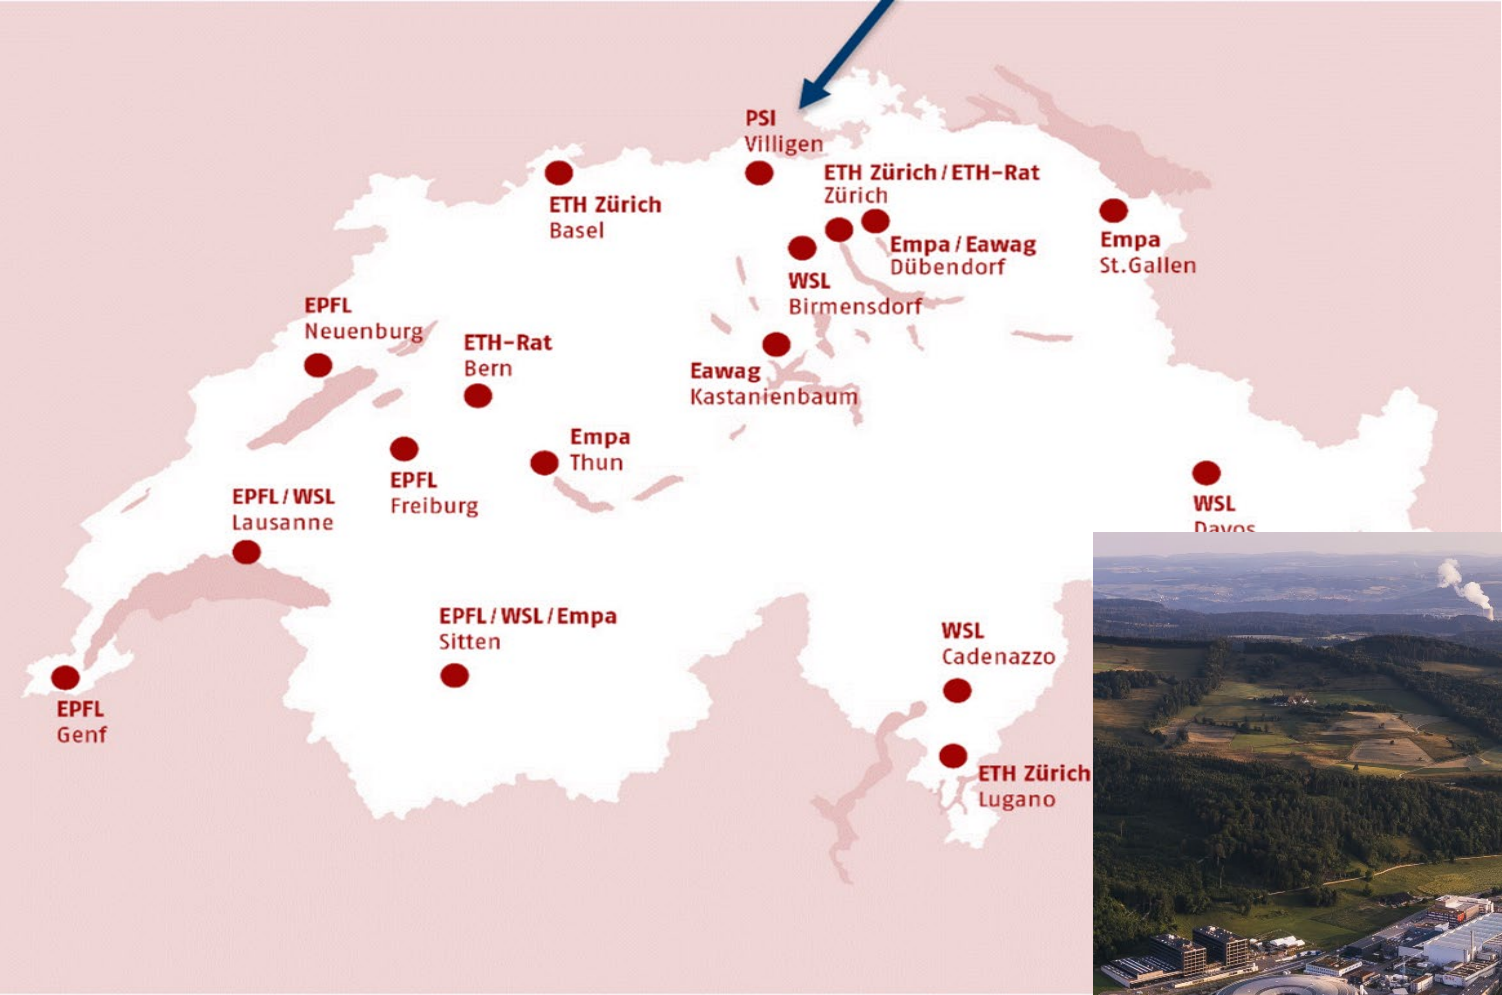 PSI
Villigen
ETH Zürich / ETH-Rat
Zürich
ETH Zürich
Basel
Empa / Eawag
Dübendorf
Empa
St.Gallen
WSL
Birmensdorf
EPFL
Neuenburg
ETH-Rat
Bern
Eawag
Kastanienbaum
Empa
Thun
EPFL
Freiburg
WSL
Davos
EPFL / WSL
Lausanne
EPFL / WSL / Empa
Sitten
WSL
Cadenazzo
EPFL
Genf
ETH Zürich
Lugano